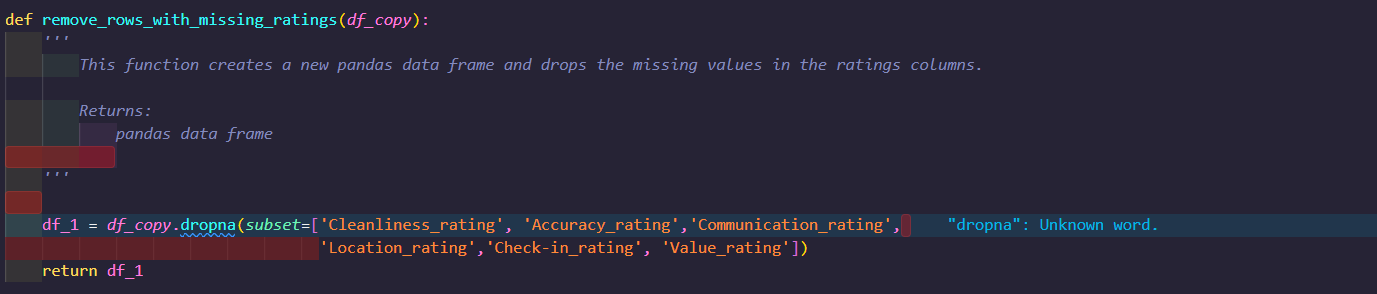 def remove_rows_with_missing_ratings(df_copy):
'''
This function creates a new pandas data frame and drops the missing values in the ratings columns.
Returns:
pandas data frame
'''
df_1 = df_copy.dropna(subset=['Cleanliness_rating', 'Accuracy_rating','Communication_rating', "dropna": Unknown word.
'Location_rating','Check-in_rating', 'Value_rating'])
return df_1